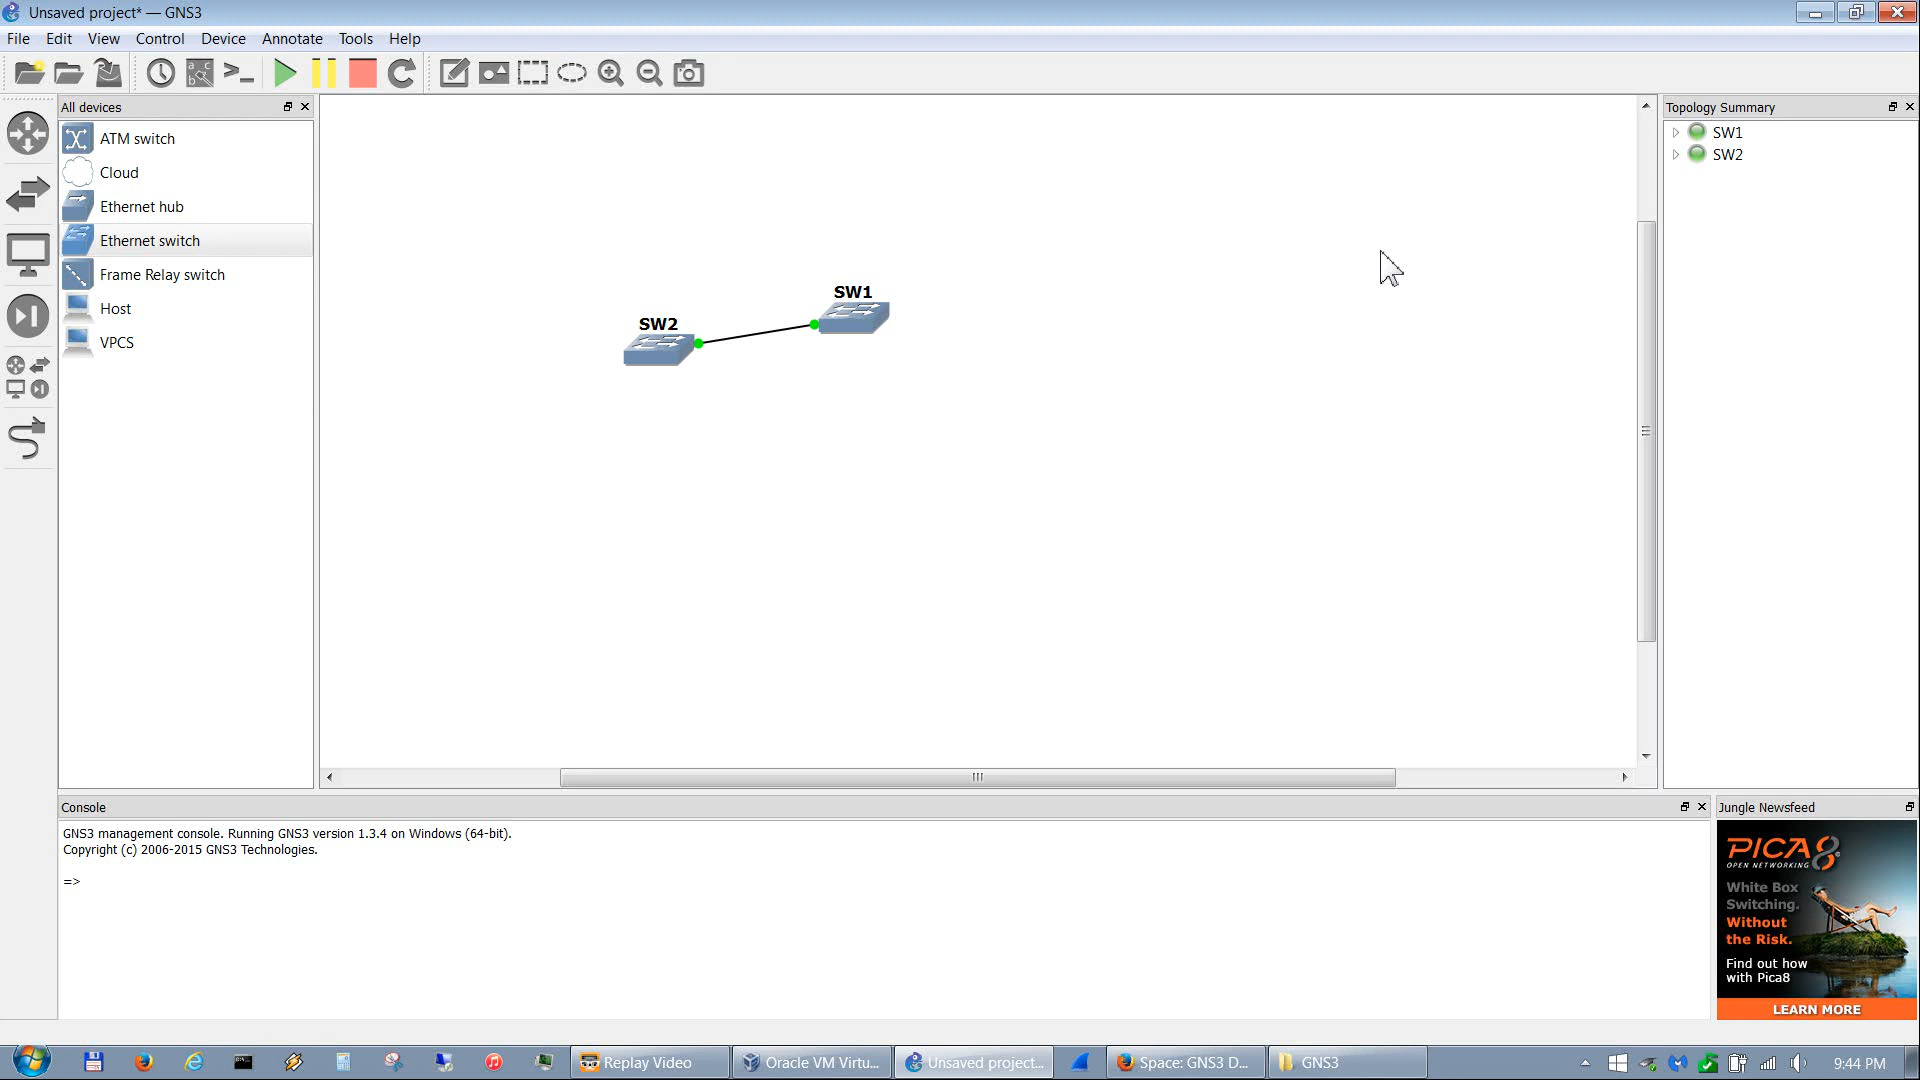 Unsaved project* — GNS3
File Edit View Control Device Annotate Tools Help
All devices
ATM switch
Cloud
Ethernet hub
Ethernet switch
Frame Relay switch
Host
VPCS
SW1
SW2
Topology Summary
SW1
SW2
Console
GNS3 management console. Running GNS3 version 1.3.4 on Windows (64-bit).
Copyright (c) 2006-2015 GNS3 Technologies.
=>
Jungle Newsfeed
PICA8
OPEN NETWORKING
White Box
Switching.
Without
the Risk.
Find out how
with Pica8
LEARN MORE
Replay Video
Oracle VM Virtu...
Unsaved project...
Space: GNS3 D...
GNS3
9:44 PM